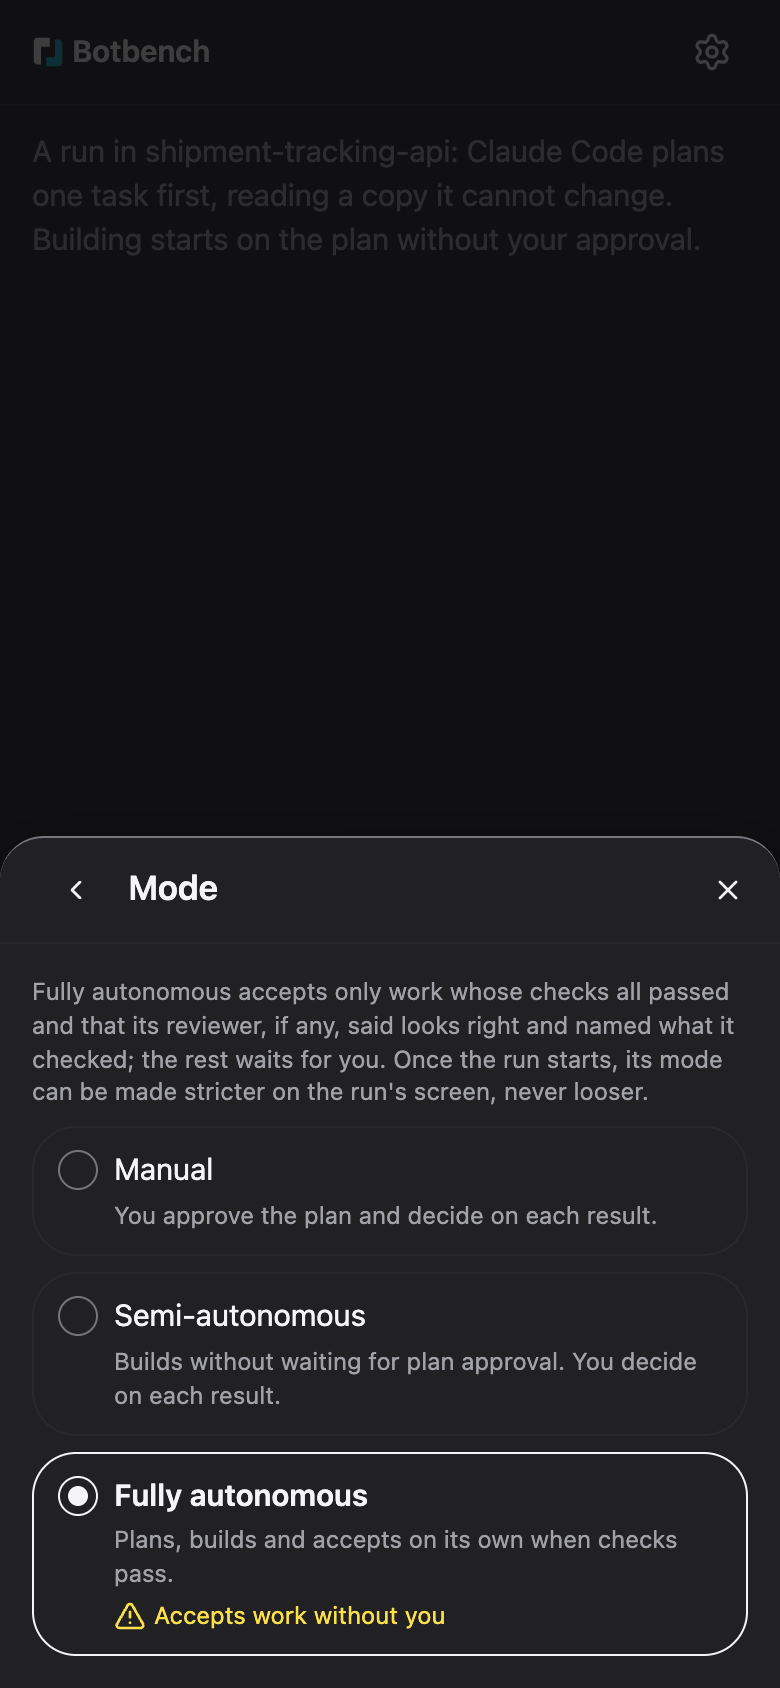 Botbench
A run in shipment-tracking-api: Claude Code plans
one task first, reading a copy it cannot change.
Building starts on the plan without your approval.
Mode
Fully autonomous accepts only work whose checks all passed
and that its reviewer, if any, said looks right and named what it
checked; the rest waits for you. Once the run starts, its mode
can be made stricter on the run's screen, never looser.
Manual
You approve the plan and decide on each result.
Semi-autonomous
Builds without waiting for plan approval. You decide
on each result.
Fully autonomous
Plans, builds and accepts on its own when checks
pass.
Accepts work without you